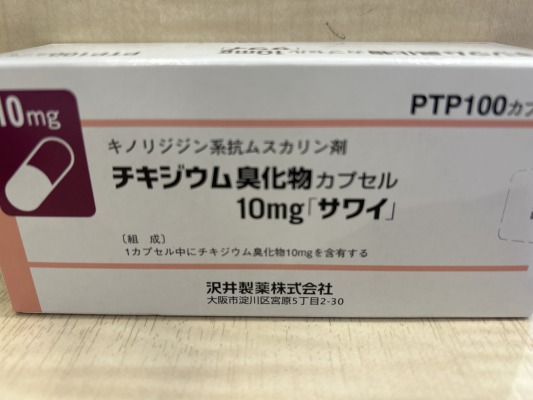 PTP100
10mg
10mg
PTP100カプ
キノリジジン系抗ムスカリン剤
チキジウム臭化物カプセル
10mg「サワイ」
〔組 成〕
1カプセル中にチキジウム臭化物10mgを含有する
沢井製薬株式会社
大阪市淀川区宮原5丁目2-30